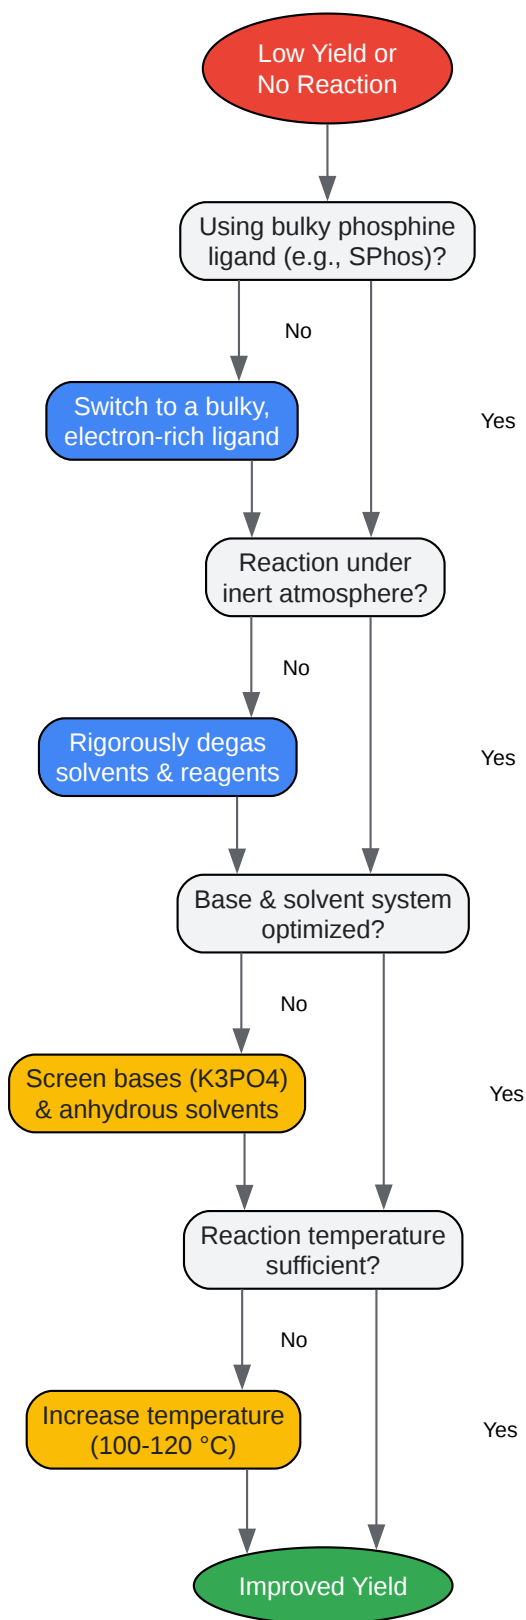 Low Yield or
No Reaction
Using bulky phosphine
ligand (e.g., SPhos)?
No
Switch to a bulky,
electron-rich ligand
Yes
Reaction under
inert atmosphere?
No
Rigorously degas
solvents & reagents
Yes
Base & solvent system
optimized?
No
Screen bases (K3PO4)
& anhydrous solvents
Yes
Reaction temperature
sufficient?
No
Increase temperature
(100-120 °C)
Yes
Improved Yield